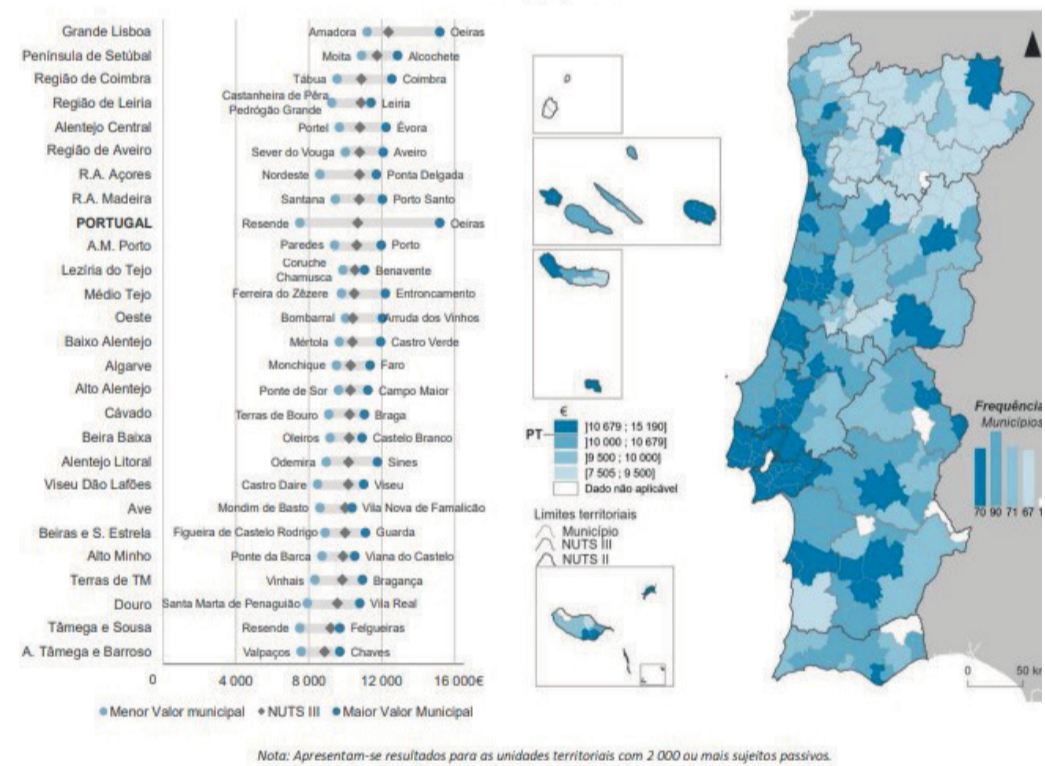 Grande Lisboa Amadora Oeiras
Península de Setúbal Moita Alcochete
Região de Coimbra Tábua Coimbra
Região de Leiria Castanheira de Pêra Pedrógão Grande Leiria
Alentejo Central Portel Évora
Região de Aveiro Sever do Vouga Aveiro
R.A. Açores Nordeste Ponta Delgada
R.A. Madeira Santana Porto Santo
PORTUGAL Resende Oeiras
A.M. Porto Paredes Porto
Lezíria do Tejo Coruche Chamusca Benavente
Médio Tejo Ferreira do Zêzere Entroncamento
Oeste Bombarral Arruda dos Vinhos
Baixo Alentejo Mértola Castro Verde
Algarve Monchique Faro
Alto Alentejo Ponte de Sor Campo Maior
Cávado Terras de Bouro Braga
Beira Baixa Oleiros Castelo Branco
Alentejo Litoral Odemira Sines
Viseu Dão Lafões Castro Daire Viseu
Ave Mondim de Basto Vila Nova de Famalicão
Beiras e S. Estrela Figueira de Castelo Rodrigo Guarda
Alto Minho Ponte da Barca Viana do Castelo
Terras de TM Vinhais Bragança
Douro Santa Marta de Penaguião Vila Real
Tâmega e Sousa Resende Felgueiras
A. Tâmega e Barroso Valpaços Chaves
0 4 000 8 000 12 000 16 000€
Menor Valor municipal NUTS III Maior Valor Municipal
€
PT
]10 679 ; 15 190]
]10 000 ; 10 679]
]9 500 ; 10 000]
[7 505 ; 9 500]
Dado não aplicável
Limites territoriais
Município
NUTS III
NUTS II
Frequência
Municípios
70 90 71 67
0 50 km
Nota: Apresentam-se resultados para as unidades territoriais com 2 000 ou mais sujeitos passivos.